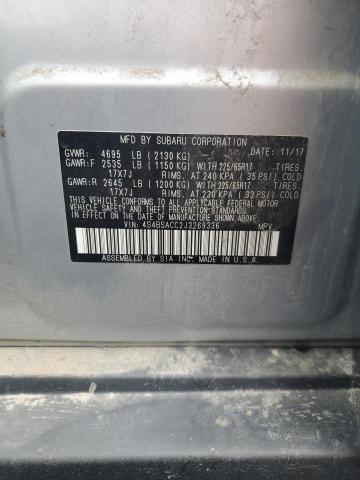 MFD BY SUBARU CORPORATION 11/17
GVWR: 4695 LB (2130 KG)
GAWR:F 2535 LB (1150 KG) WITH 225/65R17 TIRES,
17X7J RIMS, AT 240 KPA (35 PSI) COLD
GAWR:R 2645 LB (1200 KG) WITH 225/65R17 TIRES,
17X7J RIMS, AT 230 KPA (33 PSI) COLD
THIS VEHICLE CONFORMS TO ALL APPLICABLE FEDERAL MOTOR
VEHICLE SAFETY, BUMPER, AND THEFT PREVENTION STANDARDS
IN EFFECT ON THE DATE OF MANUFACTURE SHOWN ABOVE.
VIN: 4S4BSACC2J3269336 MPV
ASSEMBLED BY SIA INC. MADE IN U.S.A.